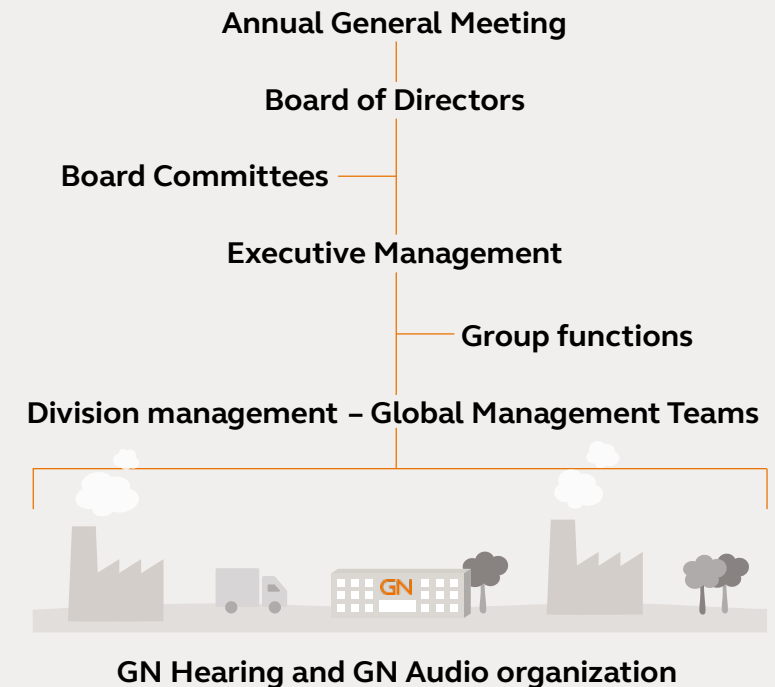 Annual General Meeting
Board of Directors
Board Committees
Executive Management
Group functions
Division management – Global Management Teams
GN
GN Hearing and GN Audio organization